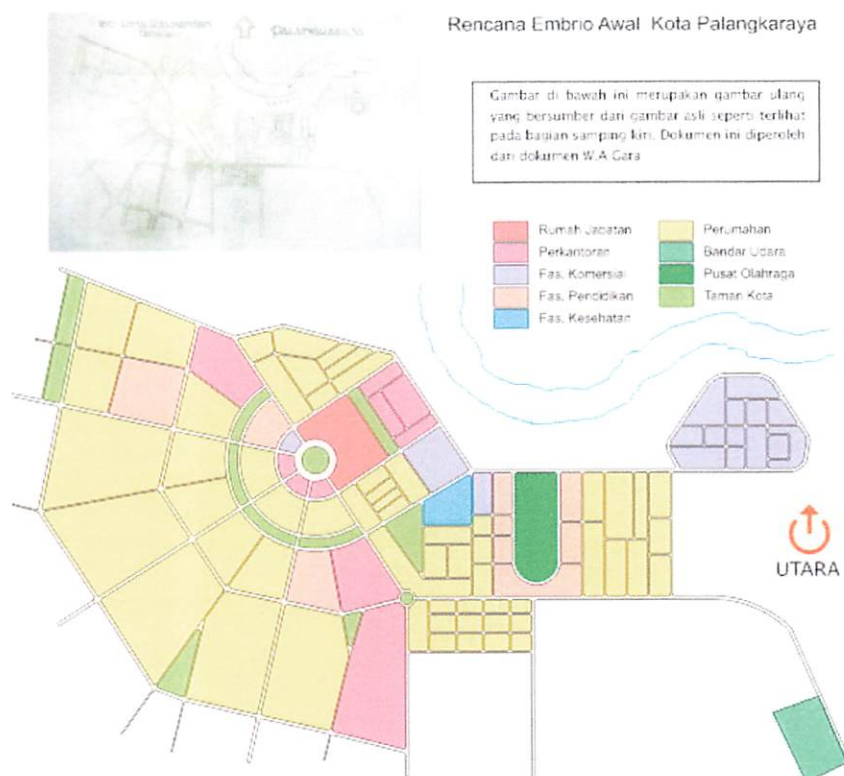 PALANGKARAYA
Rencana Embrio Awal Kota Palangkaraya
Gambar di bawah ini merupakan gambar ulang
yang bersumber dari gambar asli seperti terlihat
pada bagian samping kiri. Dokumen ini diperoleh
dari dokumen W.A Gara
Rumah Jabatan
Perkantoran
Fas. Komersial
Fas. Pendidikan
Fas. Kesehatan
Perumahan
Bandar Udara
Pusat Olahraga
Taman Kota
UTARA